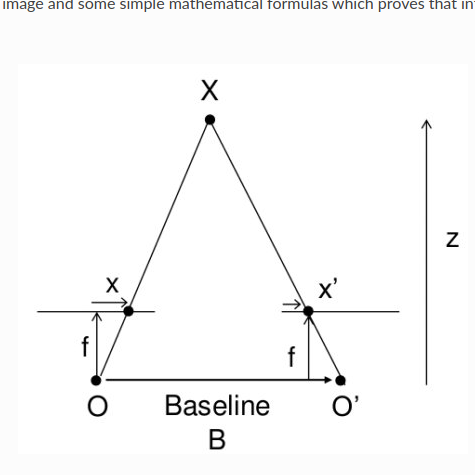 image and some simple mathematical formulas which proves that in
X
z
x
x'
f
f
O
Baseline
O'
B